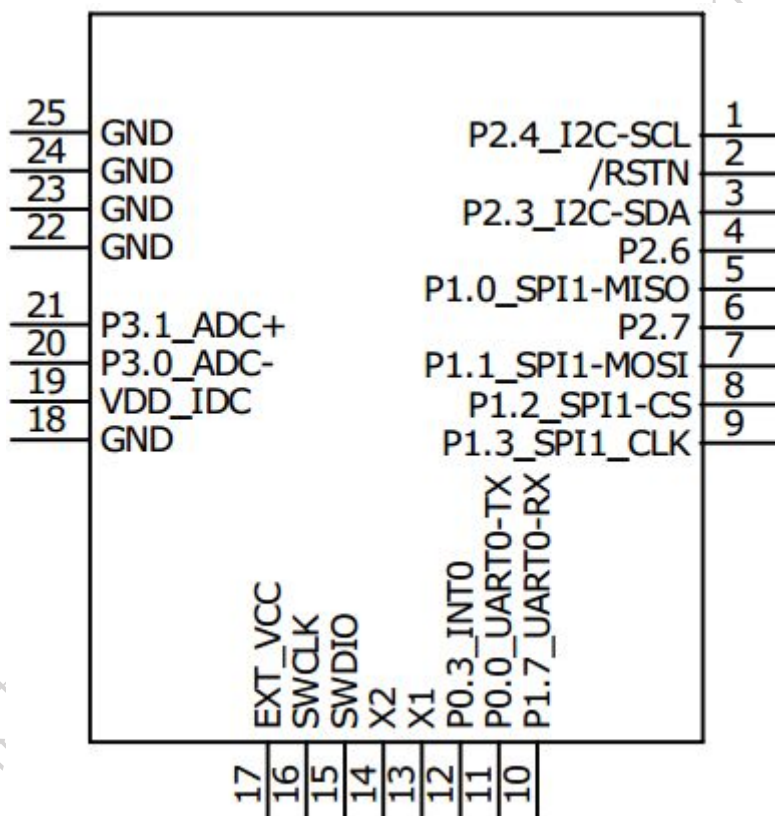 25 GND
24 GND
23 GND
22 GND
21 P3.1_ADC+
20 P3.0_ADC-
19 VDD_IDC
18 GND
P2.4_I2C-SCL 1
/RSTN 2
P2.3_I2C-SDA 3
P2.6 4
P1.0_SPI1-MISO 5
P2.7 6
P1.1_SPI1-MOSI 7
P1.2_SPI1-CS 8
P1.3_SPI1_CLK 9
EXT_VCC 17
SWCLK 16
SWDIO 15
X2 14
X1 13
P0.3_INT0 12
P0.0_UART0-TX 11
P1.7_UART0-RX 10